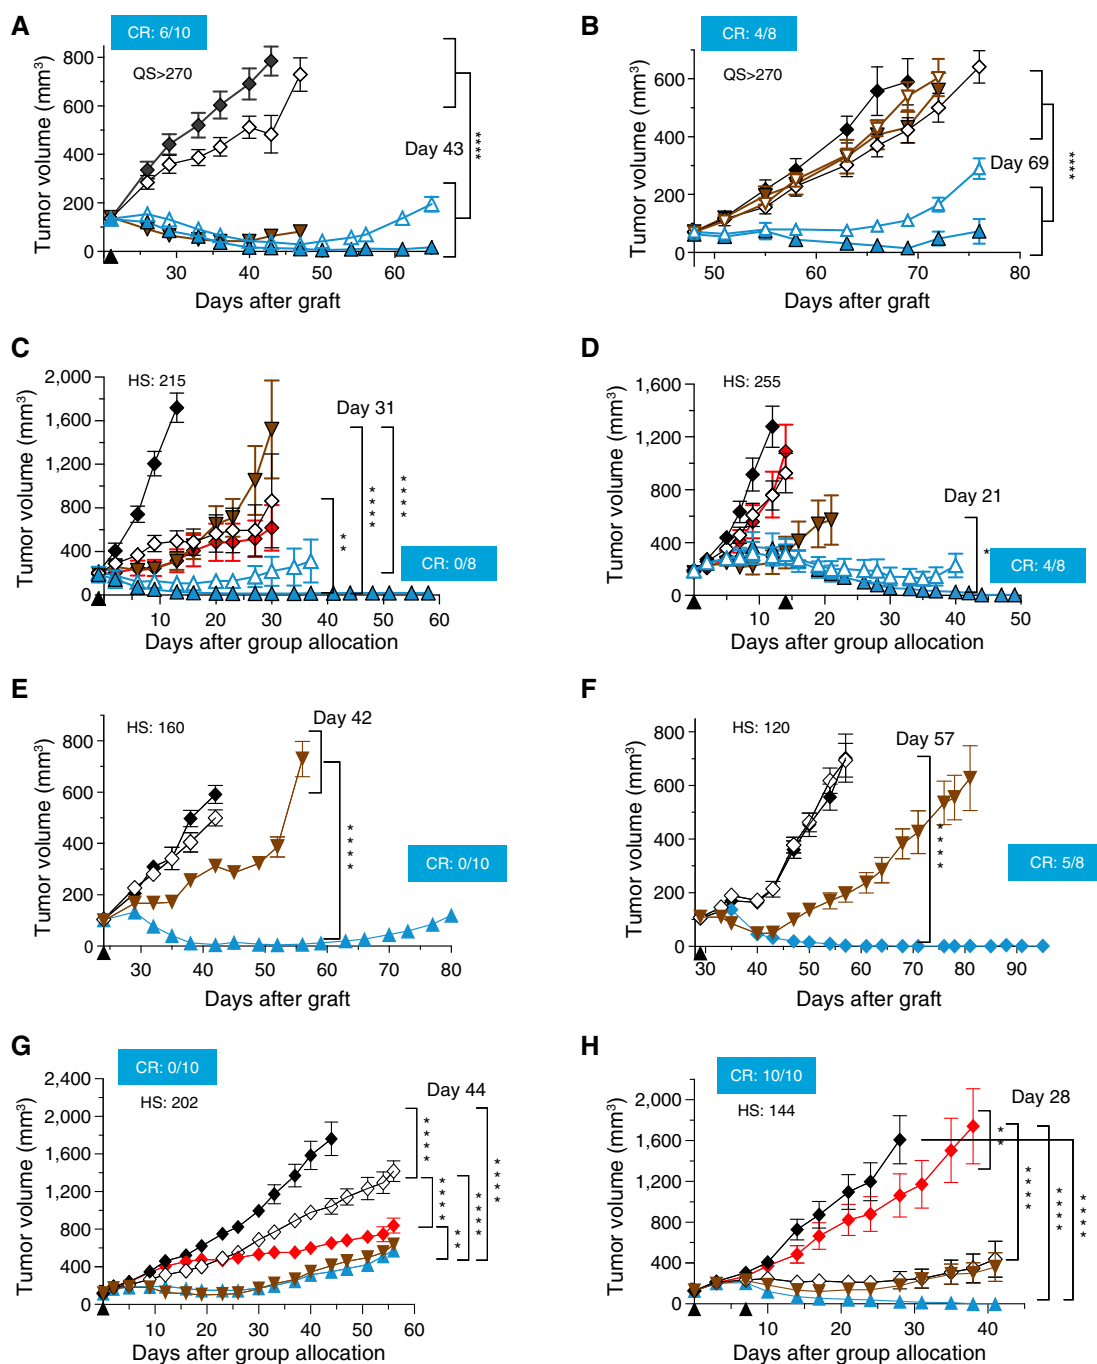 A
CR: 6/10
QS>270
Tumor volume (mm³)
800
600
400
200
0
30
40
50
60
Days after graft
Day 43
****
B
CR: 4/8
QS>270
Tumor volume (mm³)
600
400
200
0
50
60
70
80
Days after graft
Day 69
****
C
HS: 215
Tumor volume (mm³)
2,000
1,600
1,200
800
400
0
10
20
30
40
50
60
Days after group allocation
Day 31
**
****
****
CR: 0/8
D
HS: 255
Tumor volume (mm³)
1,600
1,200
800
400
0
10
20
30
40
50
Days after group allocation
Day 21
*
CR: 4/8
E
HS: 160
Tumor volume (mm³)
800
600
400
200
0
30
40
50
60
70
80
Days after graft
Day 42
****
CR: 0/10
F
HS: 120
Tumor volume (mm³)
800
600
400
200
0
30
40
50
60
70
80
90
Days after graft
Day 57
****
CR: 5/8
G
CR: 0/10
HS: 202
Tumor volume (mm³)
2,400
2,000
1,600
1,200
800
400
0
0
10
20
30
40
50
60
Days after group allocation
Day 44
****
****
**
****
****
H
CR: 10/10
HS: 144
Tumor volume (mm³)
2,000
1,600
1,200
800
400
0
0
10
20
30
40
Days after group allocation
Day 28
**
****
****
****